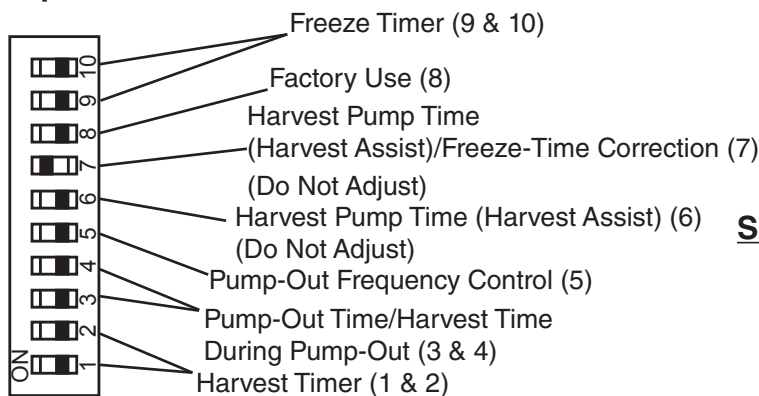 Freeze Timer (9 & 10)
Factory Use (8)
Harvest Pump Time
(Harvest Assist)/Freeze-Time Correction (7)
(Do Not Adjust)
Harvest Pump Time (Harvest Assist) (6)
(Do Not Adjust)
Pump-Out Frequency Control (5)
Pump-Out Time/Harvest Time
During Pump-Out (3 & 4)
Harvest Timer (1 & 2)
10
9
8
7
6
5
4
3
2
1
ON
S